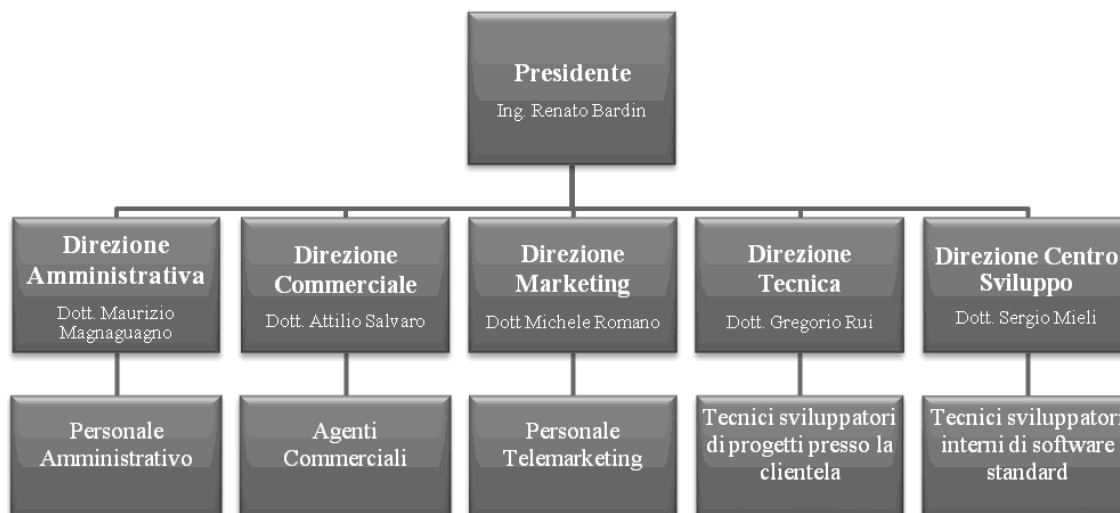 Presidente
Ing. Renato Bardin
Direzione
Amministrativa
Dott. Maurizio
Magnaguagno
Direzione
Commerciale
Dott. Attilio Salvaro
Direzione
Marketing
Dott Michele Romano
Direzione
Tecnica
Dott. Gregorio Rui
Direzione Centro
Sviluppo
Dott. Sergio Mieli
Personale
Amministrativo
Agenti
Commerciali
Personale
Telemarketing
Tecnici sviluppatori
di progetti presso la
clientela
Tecnici sviluppatori
interni di software
standard